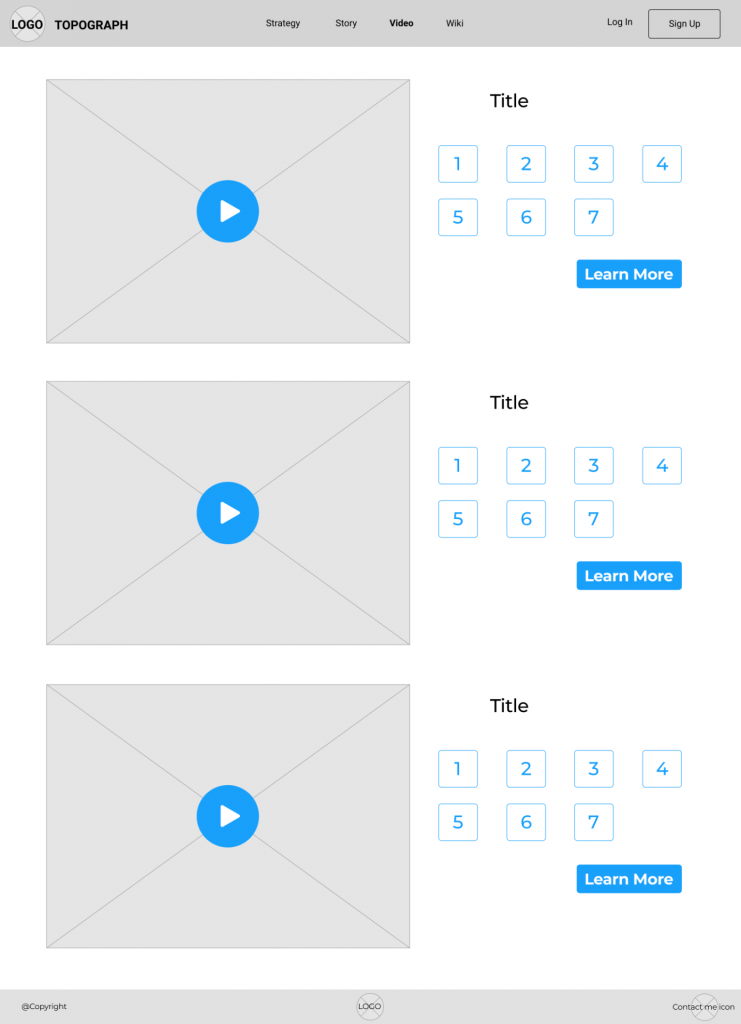 LOGO TOPOGRAPH Strategy Story Video Wiki Log In Sign Up
Title
1 2 3 4
5 6 7
Learn More
Title
1 2 3 4
5 6 7
Learn More
Title
1 2 3 4
5 6 7
Learn More
@Copyright LOGO Contact me icon